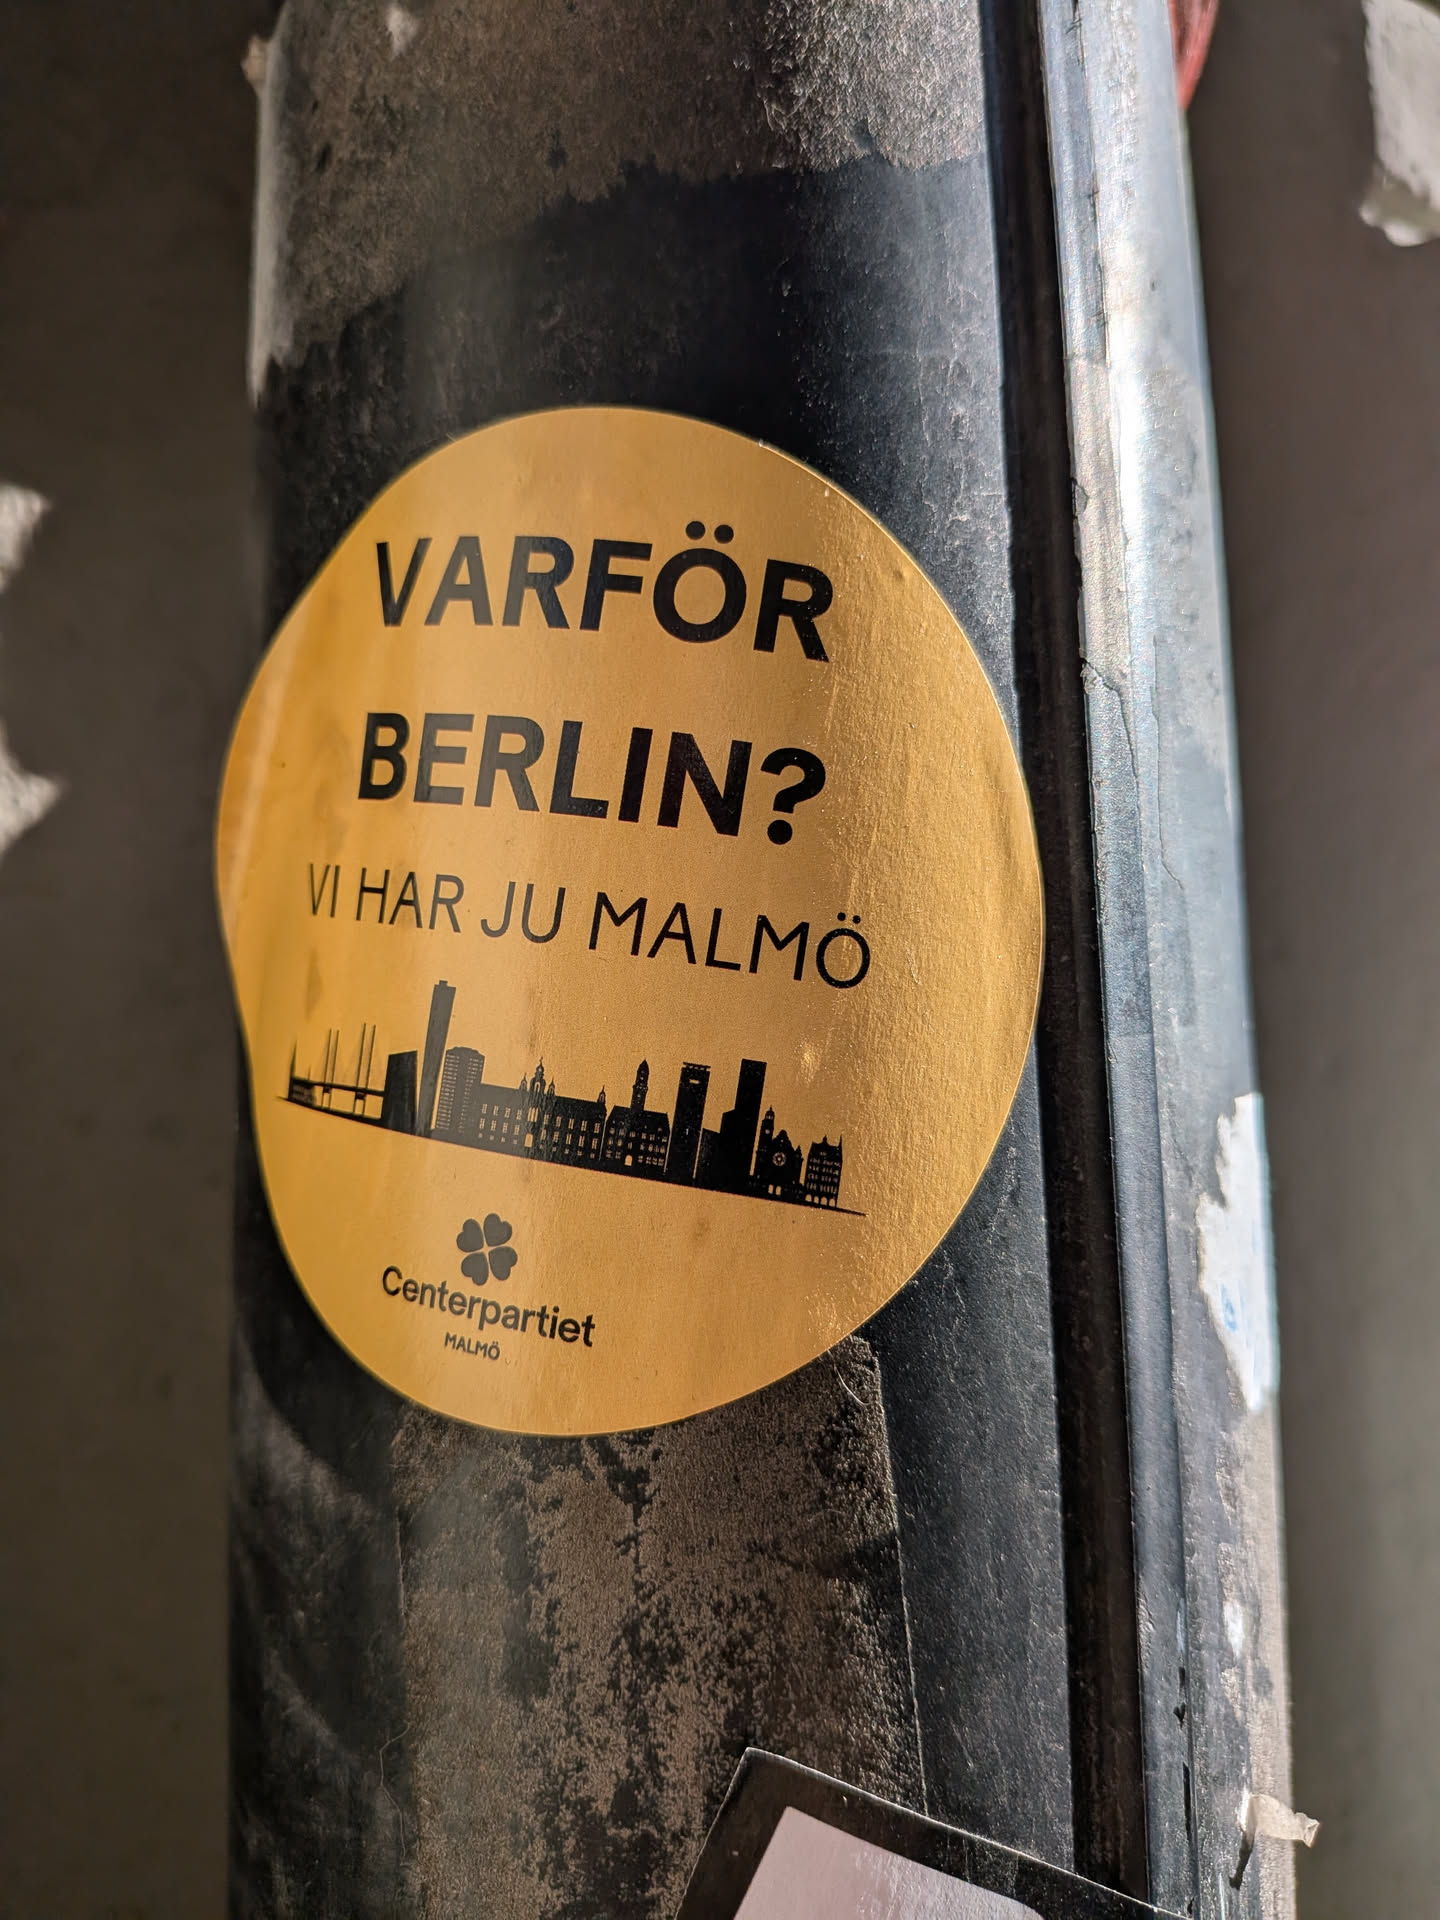 VARFÖR
BERLIN?
VI HAR JU MALMÖ
Centerpartiet
MALMÖ